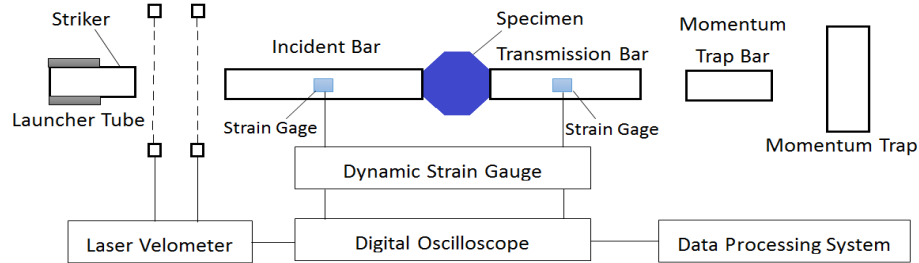 Striker
Specimen
Incident Bar
Transmission Bar
Momentum
Trap Bar
Launcher Tube
Strain Gage
Strain Gage
Momentum Trap
Dynamic Strain Gauge
Laser Velometer
Digital Oscilloscope
Data Processing System